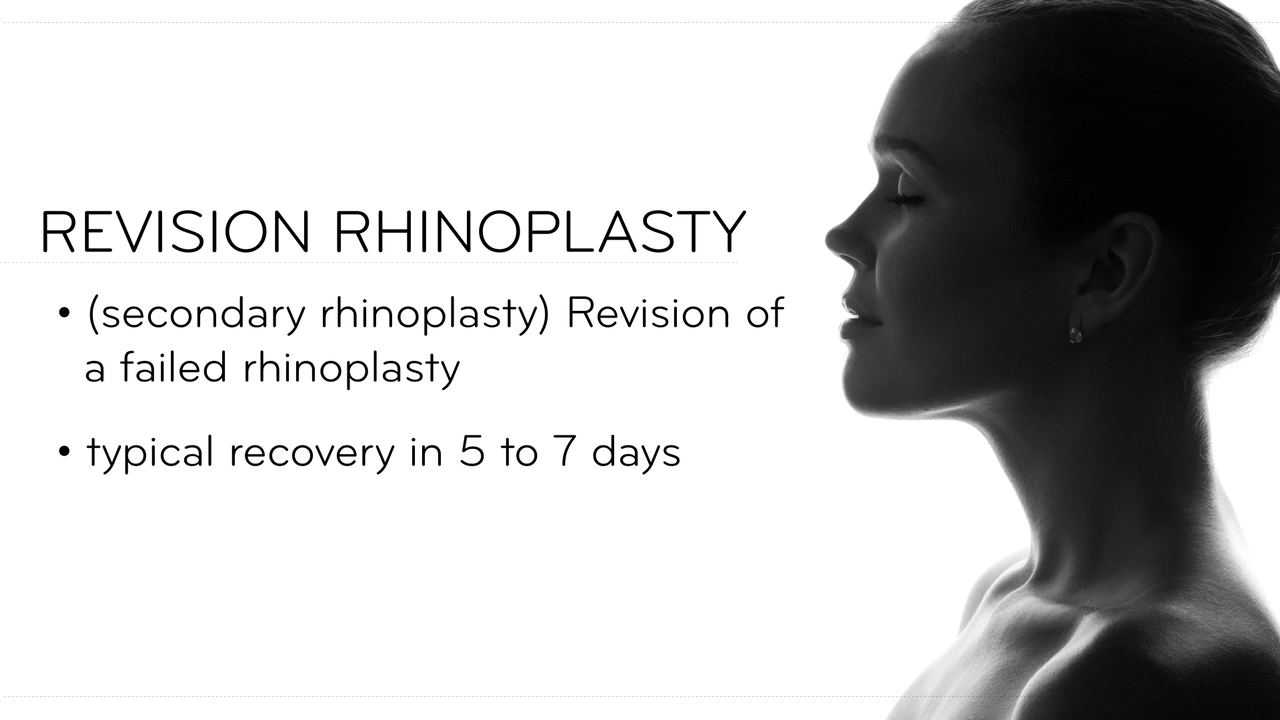 REVISION RHINOPLASTY
• (secondary rhinoplasty) Revision of
a failed rhinoplasty
• typical recovery in 5 to 7 days